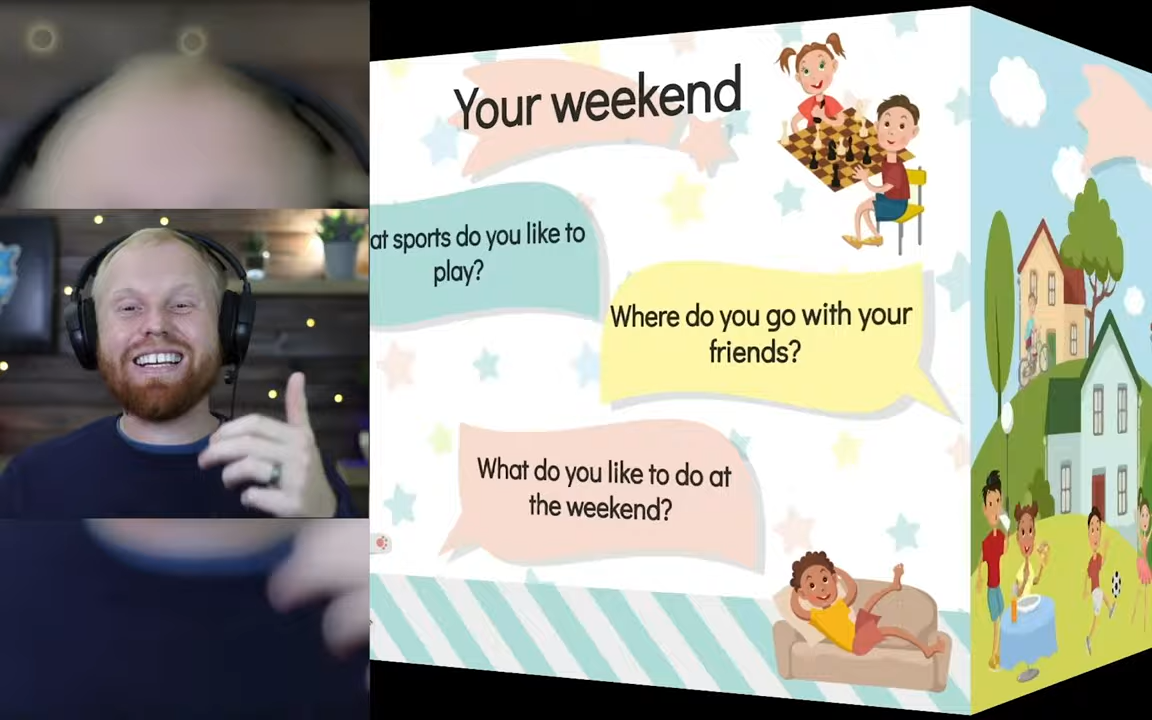 Your weekend
at sports do you like to
play?
Where do you go with your
friends?
What do you like to do at
the weekend?